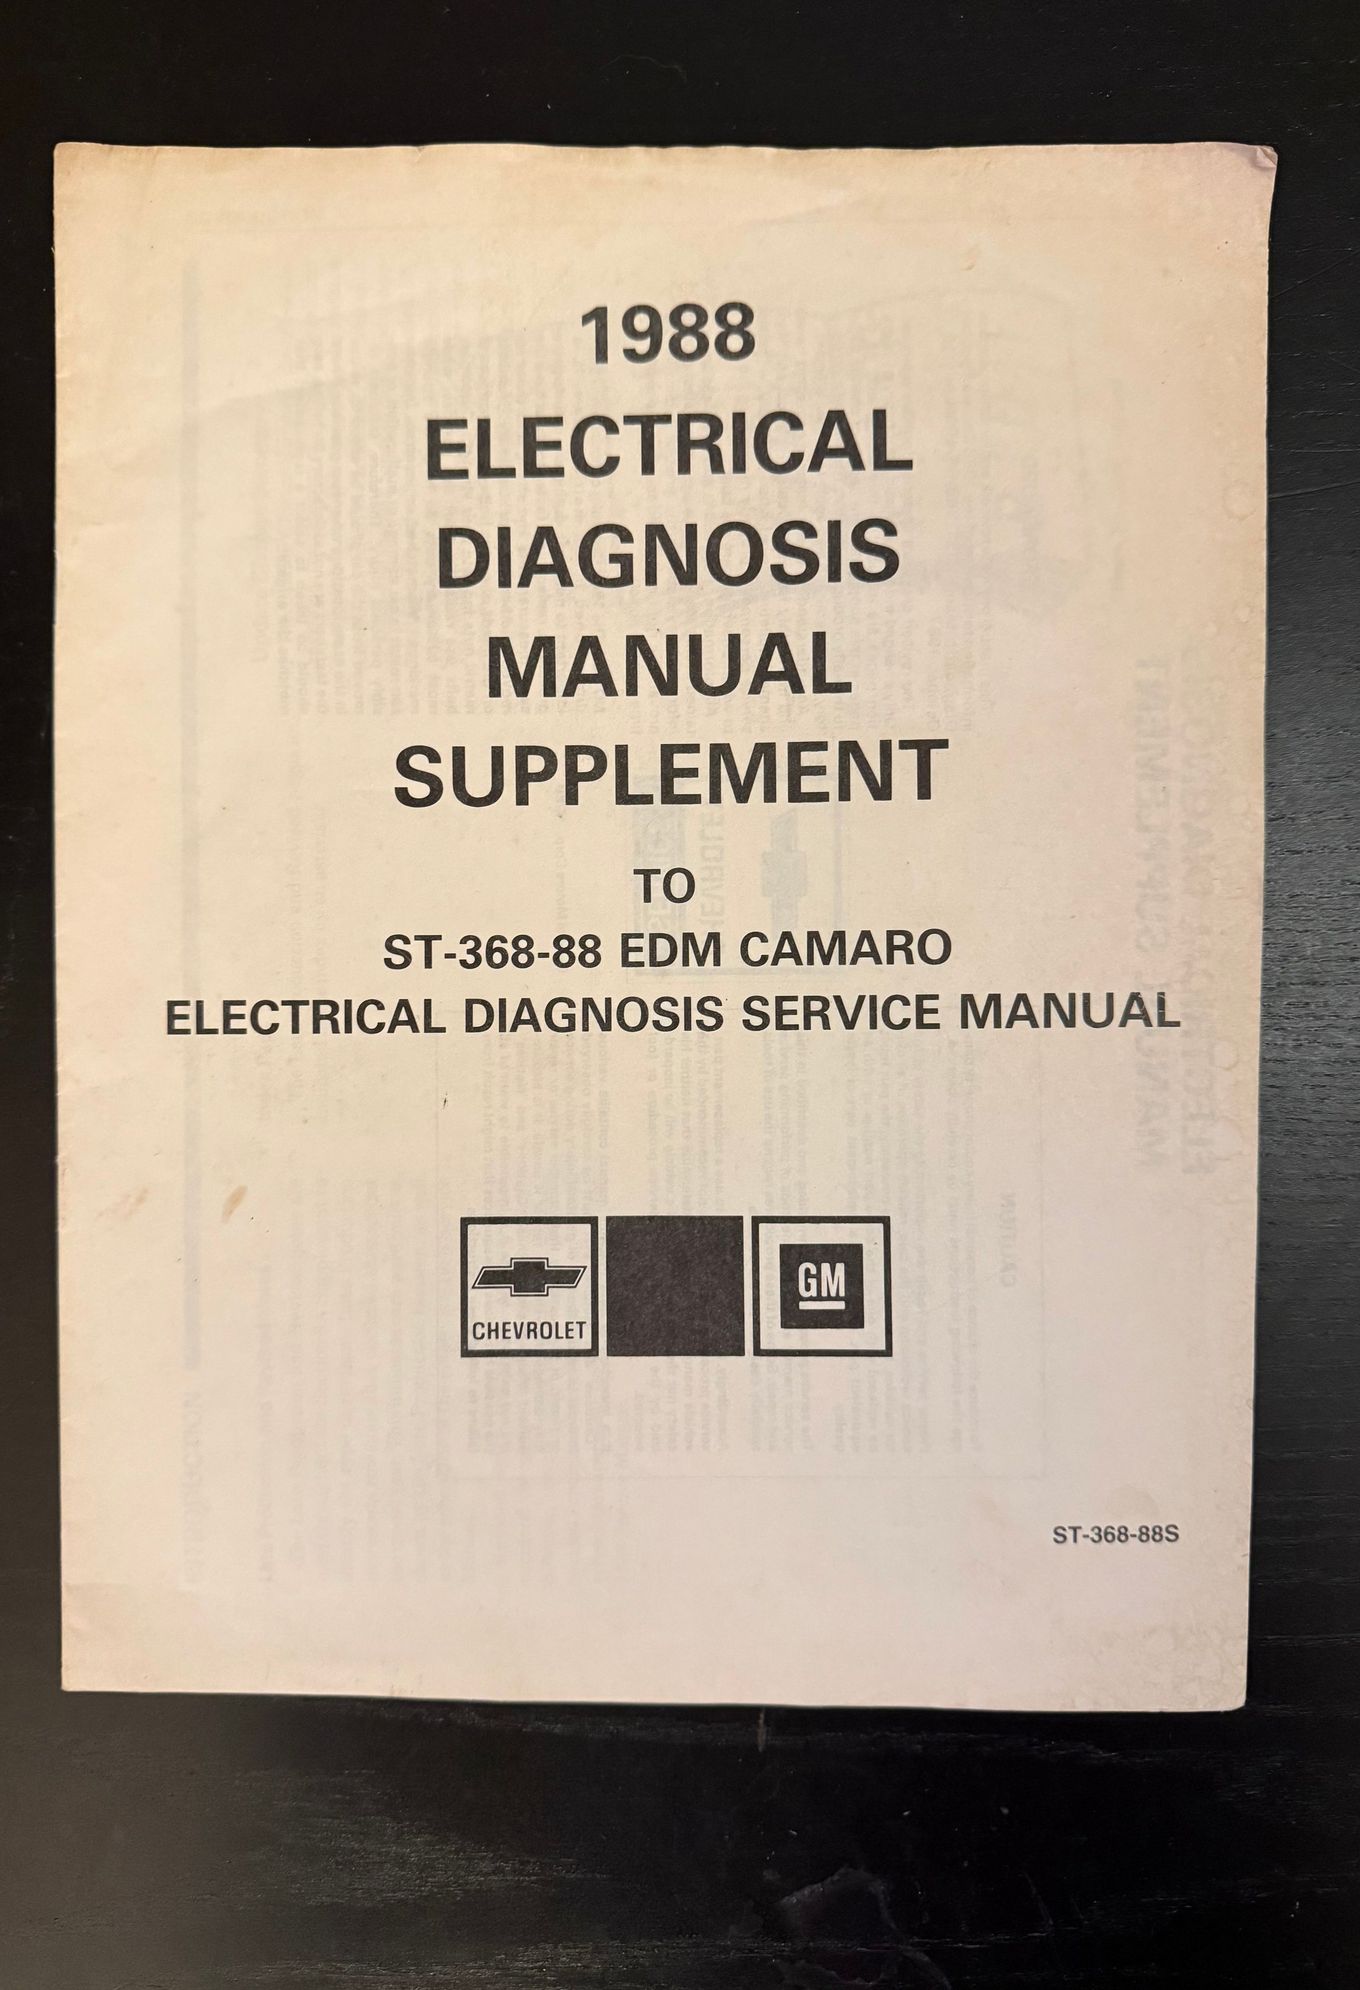 1988
ELECTRICAL
DIAGNOSIS
MANUAL
SUPPLEMENT
TO
ST-368-88 EDM CAMARO
ELECTRICAL DIAGNOSIS SERVICE MANUAL
CHEVROLET
GM
ST-368-88S